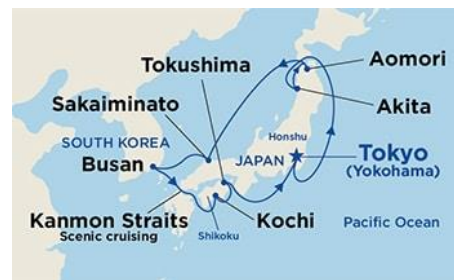 Tokushima
Aomori
Sakaiminato
Akita
SOUTH KOREA
Honshu
Busan
JAPAN
Tokyo
(Yokohama)
Kanmon Straits
Scenic cruising
Kochi
Shikoku
Pacific Ocean